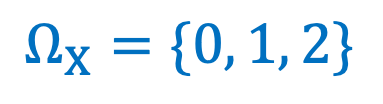 Ωₓ = {0, 1, 2}